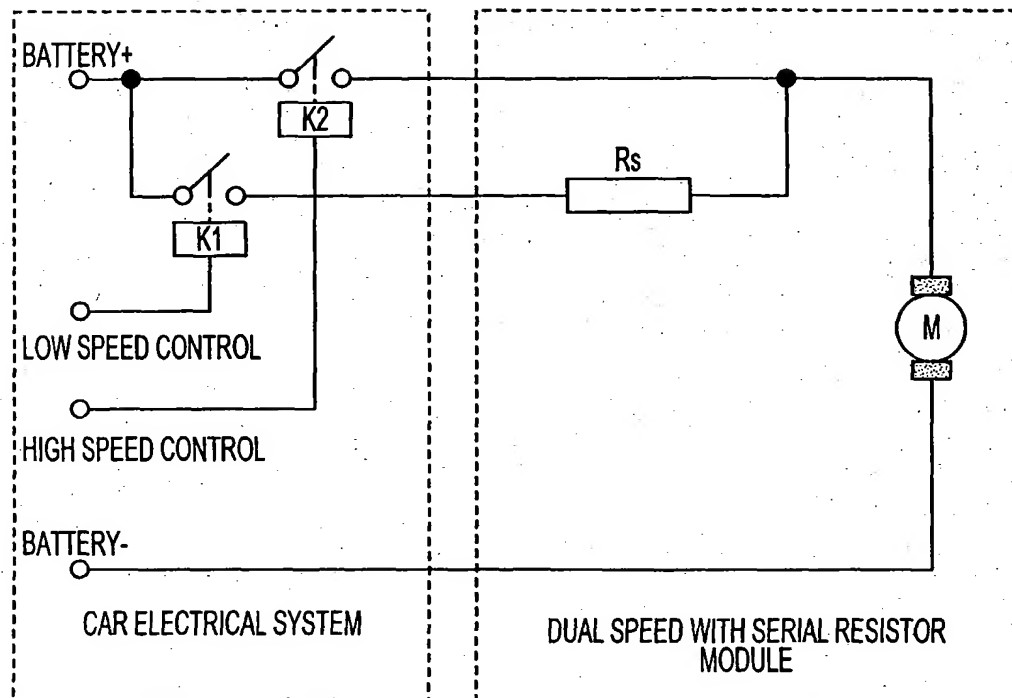 BATTERY+
K2
Rs
K1
M
LOW SPEED CONTROL
HIGH SPEED CONTROL
BATTERY-
CAR ELECTRICAL SYSTEM
DUAL SPEED WITH SERIAL RESISTOR
MODULE